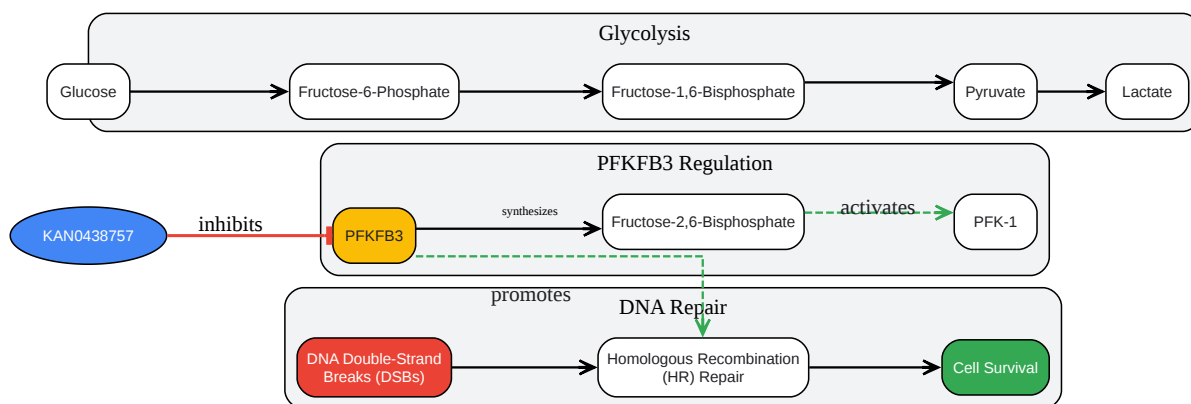 Glycolysis
Glucose
Fructose-6-Phosphate
Fructose-1,6-Bisphosphate
Pyruvate
Lactate
PFKFB3 Regulation
KAN0438757
inhibits
PFKFB3
synthesizes
Fructose-2,6-Bisphosphate
activates
PFK-1
promotes
DNA Repair
DNA Double-Strand
Breaks (DSBs)
Homologous Recombination
(HR) Repair
Cell Survival